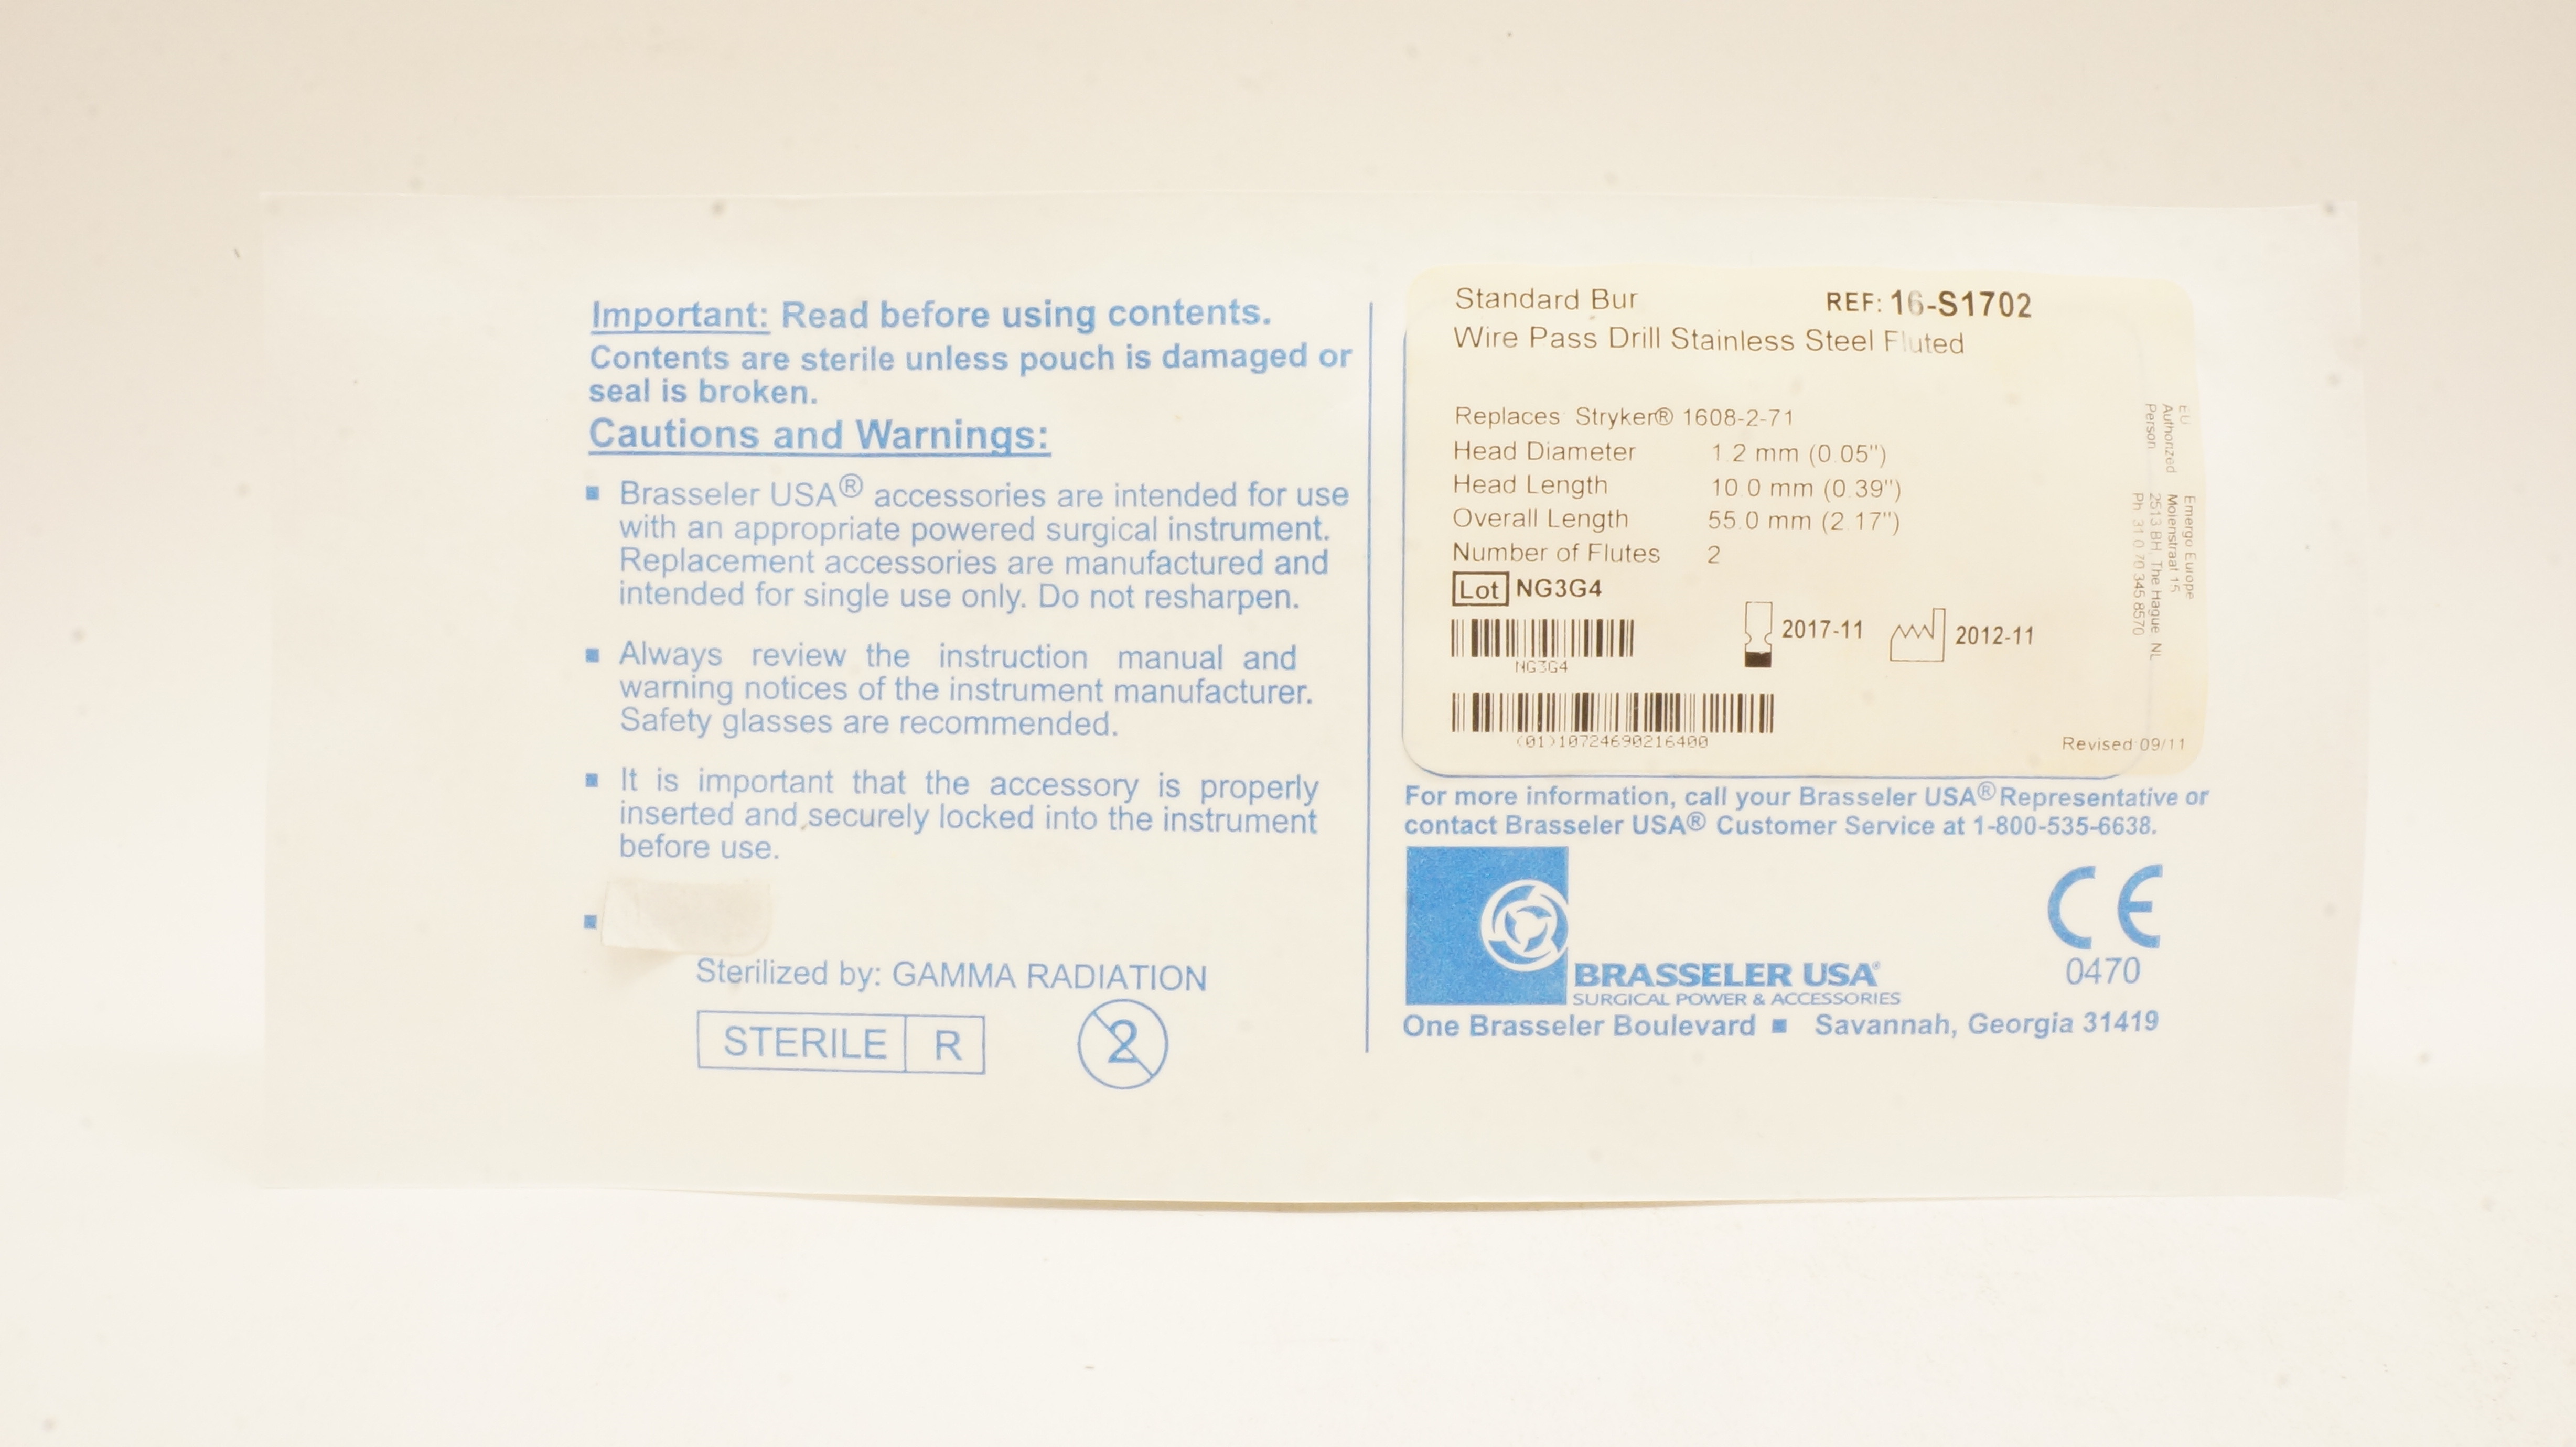 Important: Read before using contents.
Contents are sterile unless pouch is damaged or
seal is broken.
Cautions and Warnings:
▪ Brasseler USA® accessories are intended for use
with an appropriate powered surgical instrument.
Replacement accessories are manufactured and
intended for single use only. Do not resharpen.
▪ Always review the instruction manual and
warning notices of the instrument manufacturer.
Safety glasses are recommended.
▪ It is important that the accessory is properly
inserted and securely locked into the instrument
before use.
▪
Sterilized by: GAMMA RADIATION
STERILE R
2
Standard Bur REF: 16-S1702
Wire Pass Drill Stainless Steel Fluted
Replaces Stryker® 1608-2-71
Head Diameter 1.2 mm (0.05")
Head Length 10.0 mm (0.39")
Overall Length 55.0 mm (2.17")
Number of Flutes 2
Lot NG3G4
NG3G4
2017-11 2012-11
(01)10724690216400
EU
Authorized
Person
Emergo Europe
Molenstraat 15
2513 BH, The Hague NL
Ph. 31 0 70 345 8570
Revised 09/11
For more information, call your Brasseler USA® Representative or
contact Brasseler USA® Customer Service at 1-800-535-6638.
BRASSELER USA®
SURGICAL POWER & ACCESSORIES
CE
0470
One Brasseler Boulevard ▪ Savannah, Georgia 31419